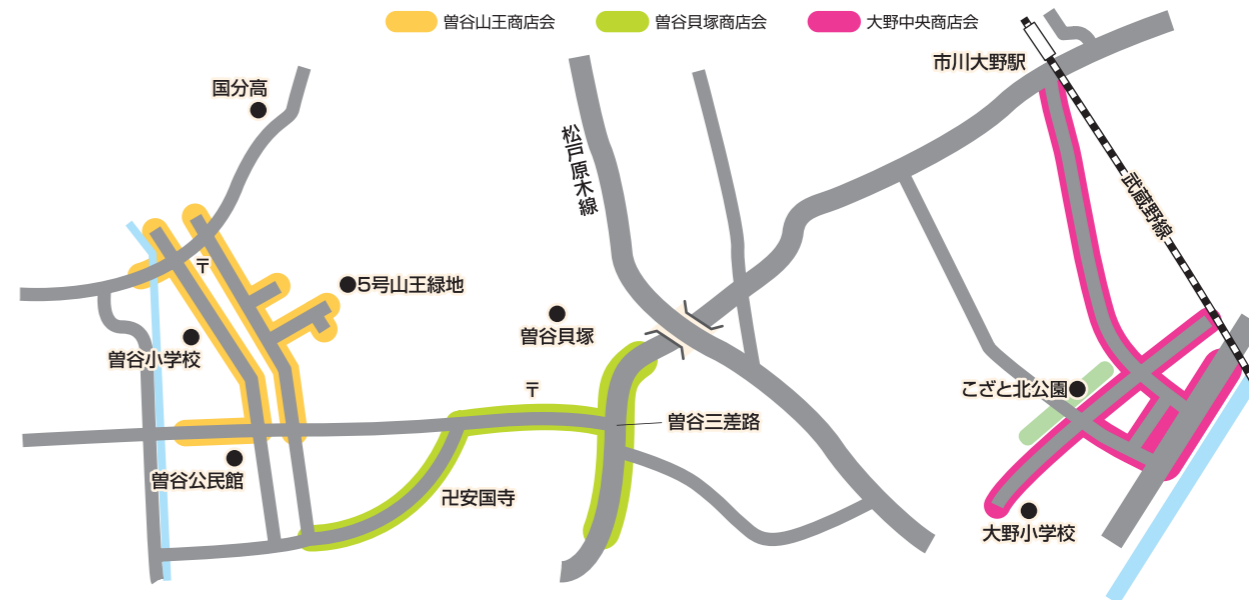 曽谷山王商店会
曽谷貝塚商店会
大野中央商店会
市川大野駅
国分高
松戸原木線
武蔵野線
〒
5号山王緑地
曽谷貝塚
曽谷小学校
〒
こざと北公園
曽谷三差路
曽谷公民館
卍安国寺
大野小学校